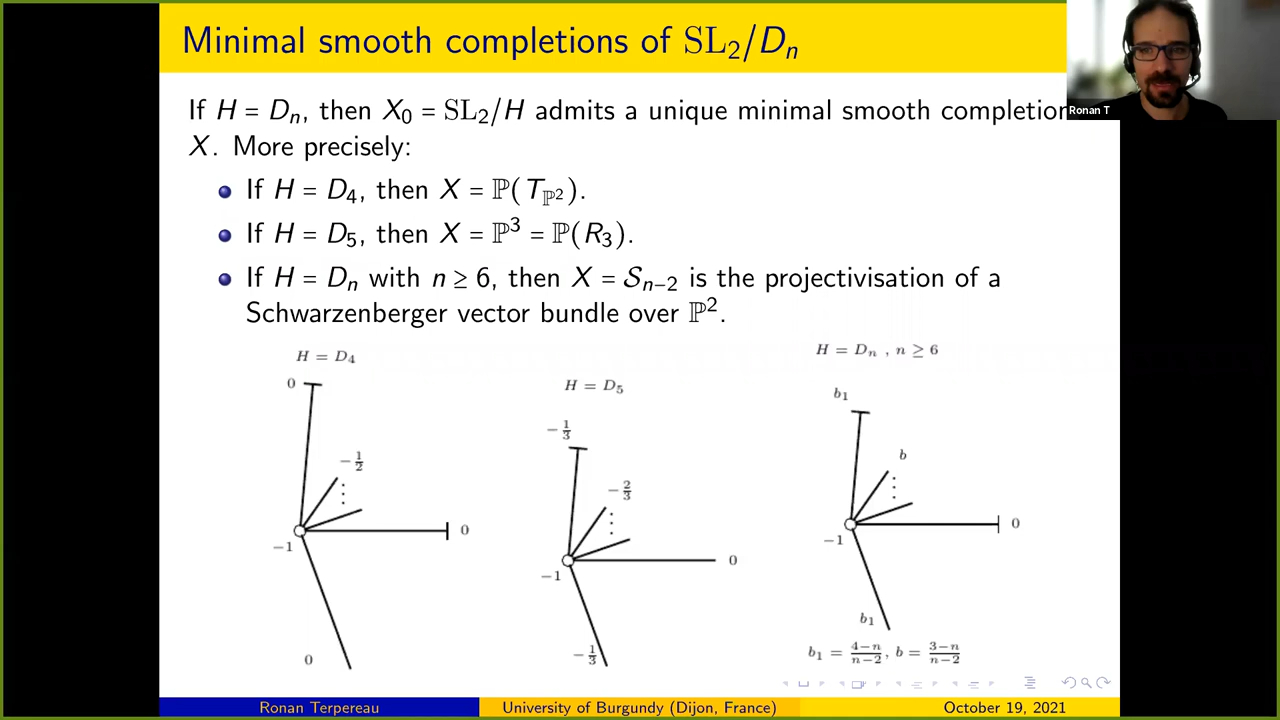 Minimal smooth completions of SL₂/Dₙ
Ronan T
If H = Dₙ, then X₀ = SL₂/H admits a unique minimal smooth completion
X. More precisely:
If H = D₄, then X = ℙ(T_ℙ²).
If H = D₅, then X = ℙ³ = ℙ(R₃).
If H = Dₙ with n ≥ 6, then X = 𝒮ₙ₋₂ is the projectivisation of a
Schwarzenberger vector bundle over ℙ².
H = D₄
0
−1/2
0
−1
0
H = D₅
−1/3
−2/3
0
−1
−1/3
H = Dₙ , n ≥ 6
b₁
b
0
−1
b₁
b₁ = (4−n)/(n−2), b = (3−n)/(n−2)
Ronan Terpereau
University of Burgundy (Dijon, France)
October 19, 2021